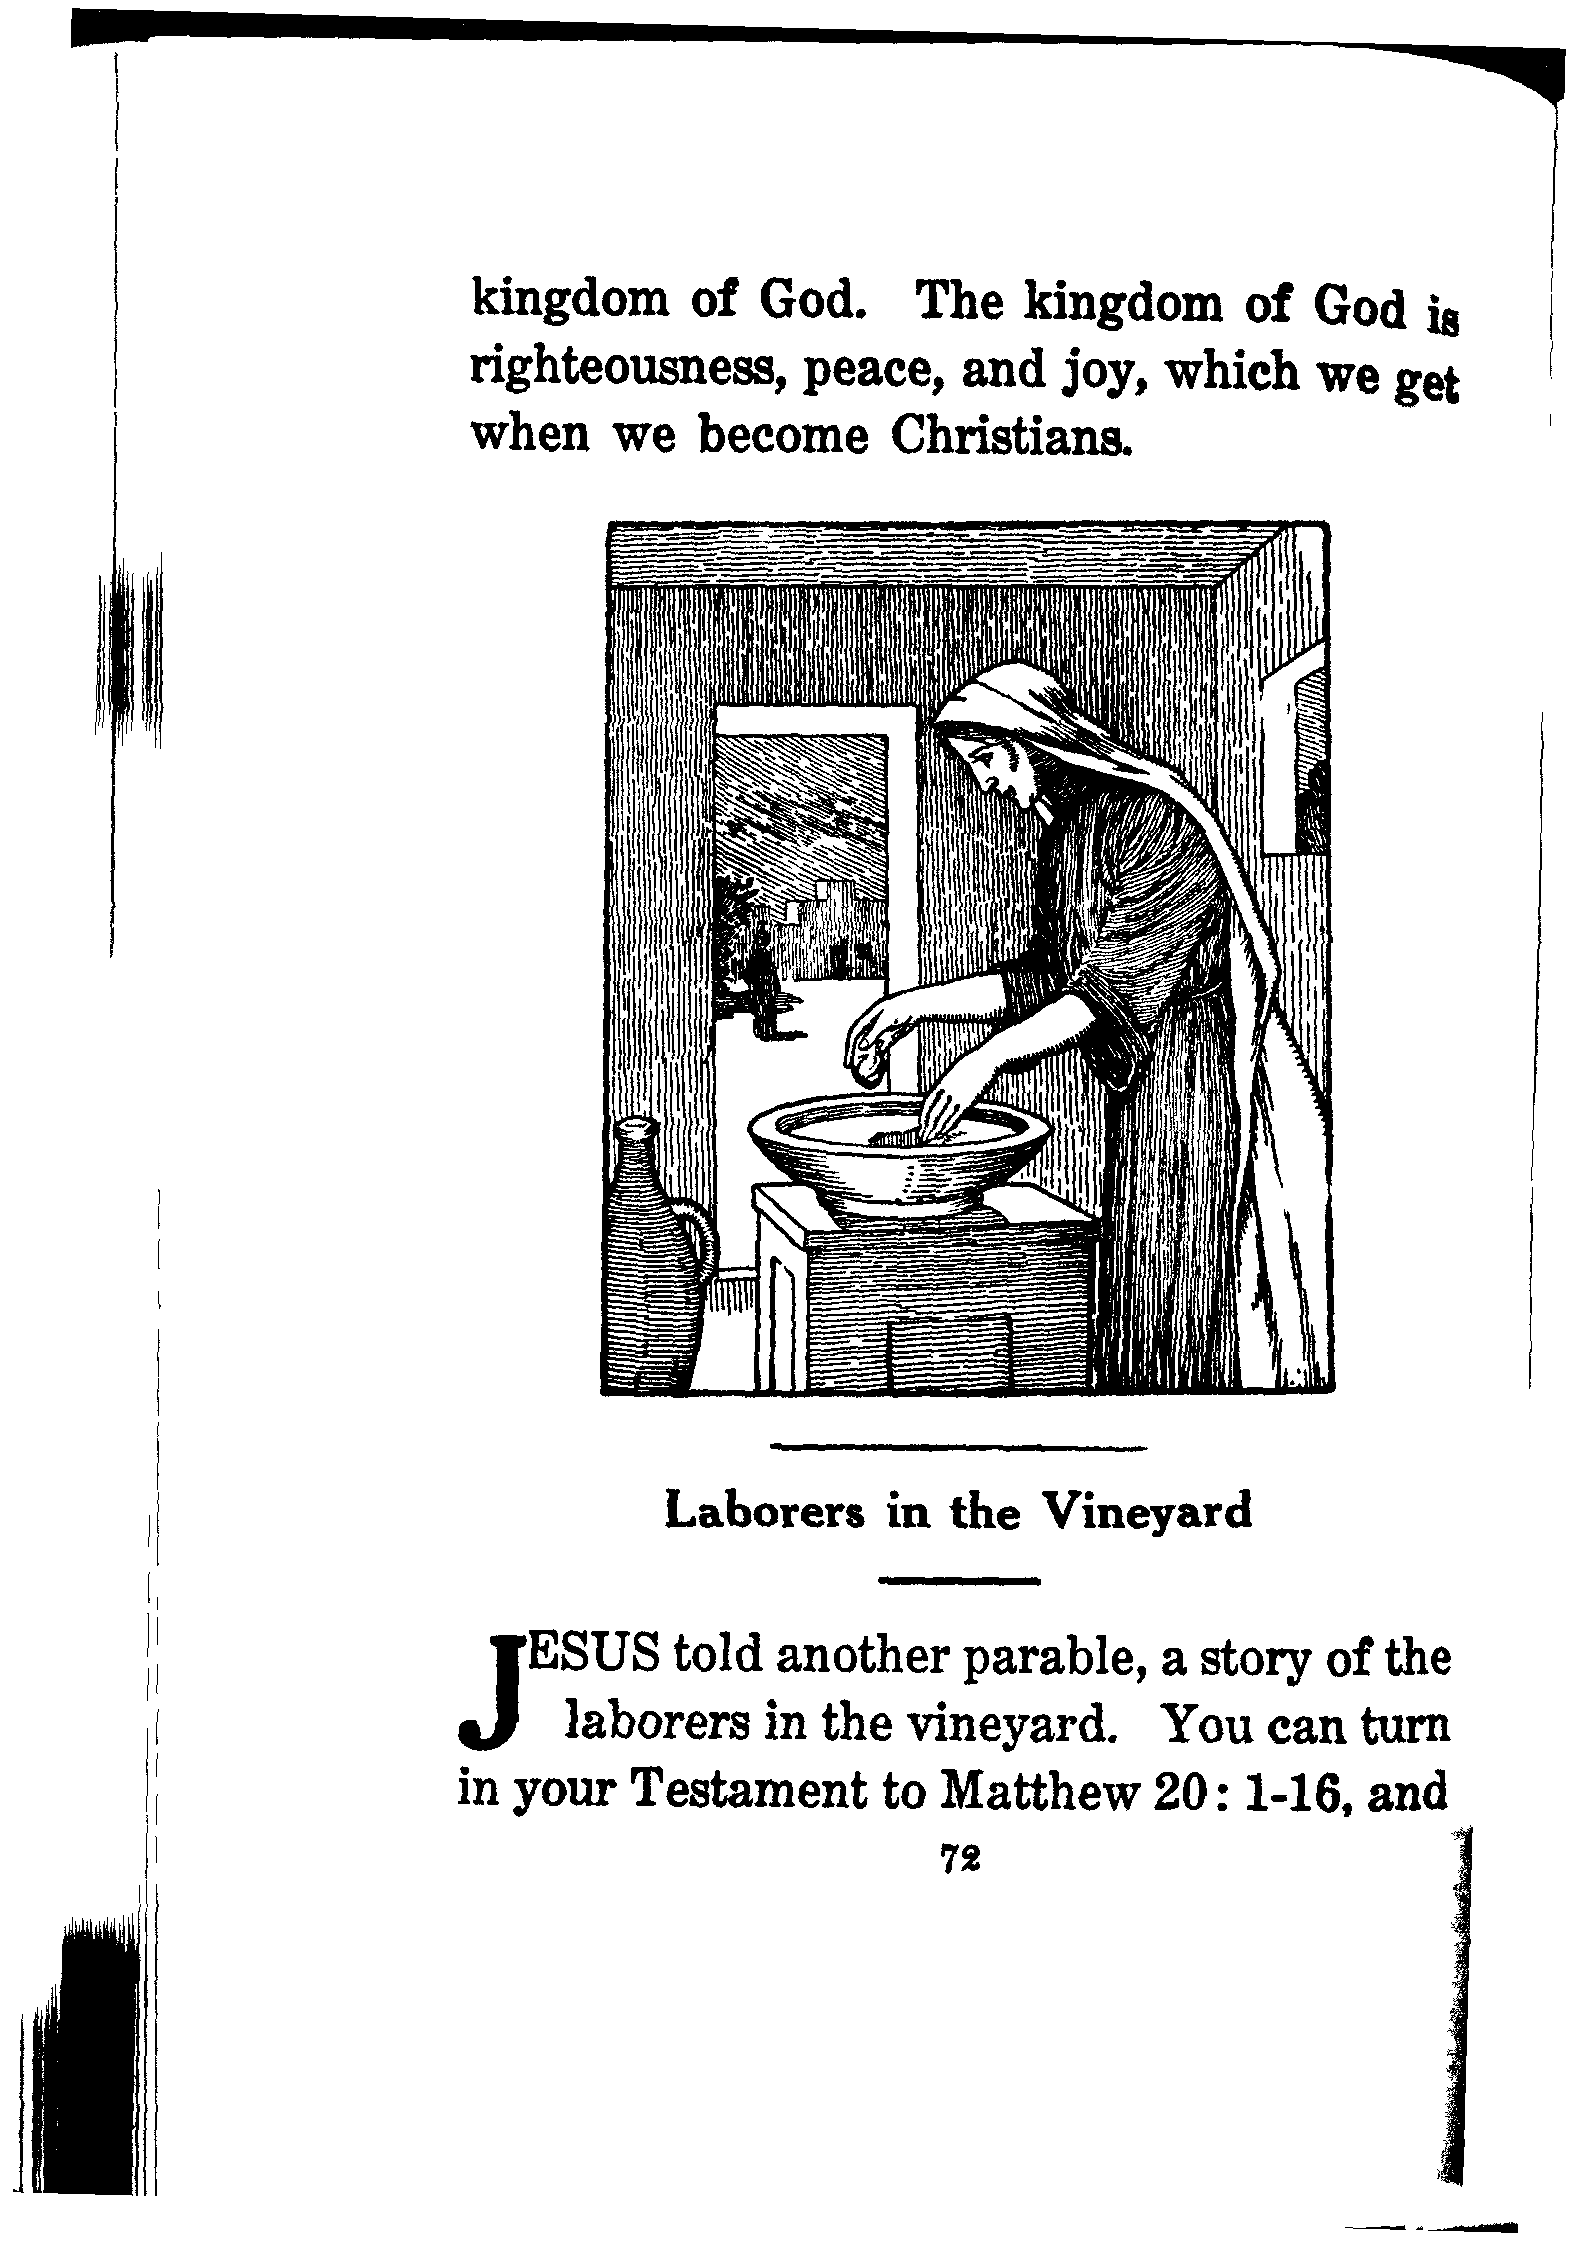 kingdom of God. The kingdom of God is
righteousness, peace, and joy, which we get
when we become Christians.
Laborers in the Vineyard
JESUS told another parable, a story of the
laborers in the vineyard. You can turn
in your Testament to Matthew 20: 1-16, and
72